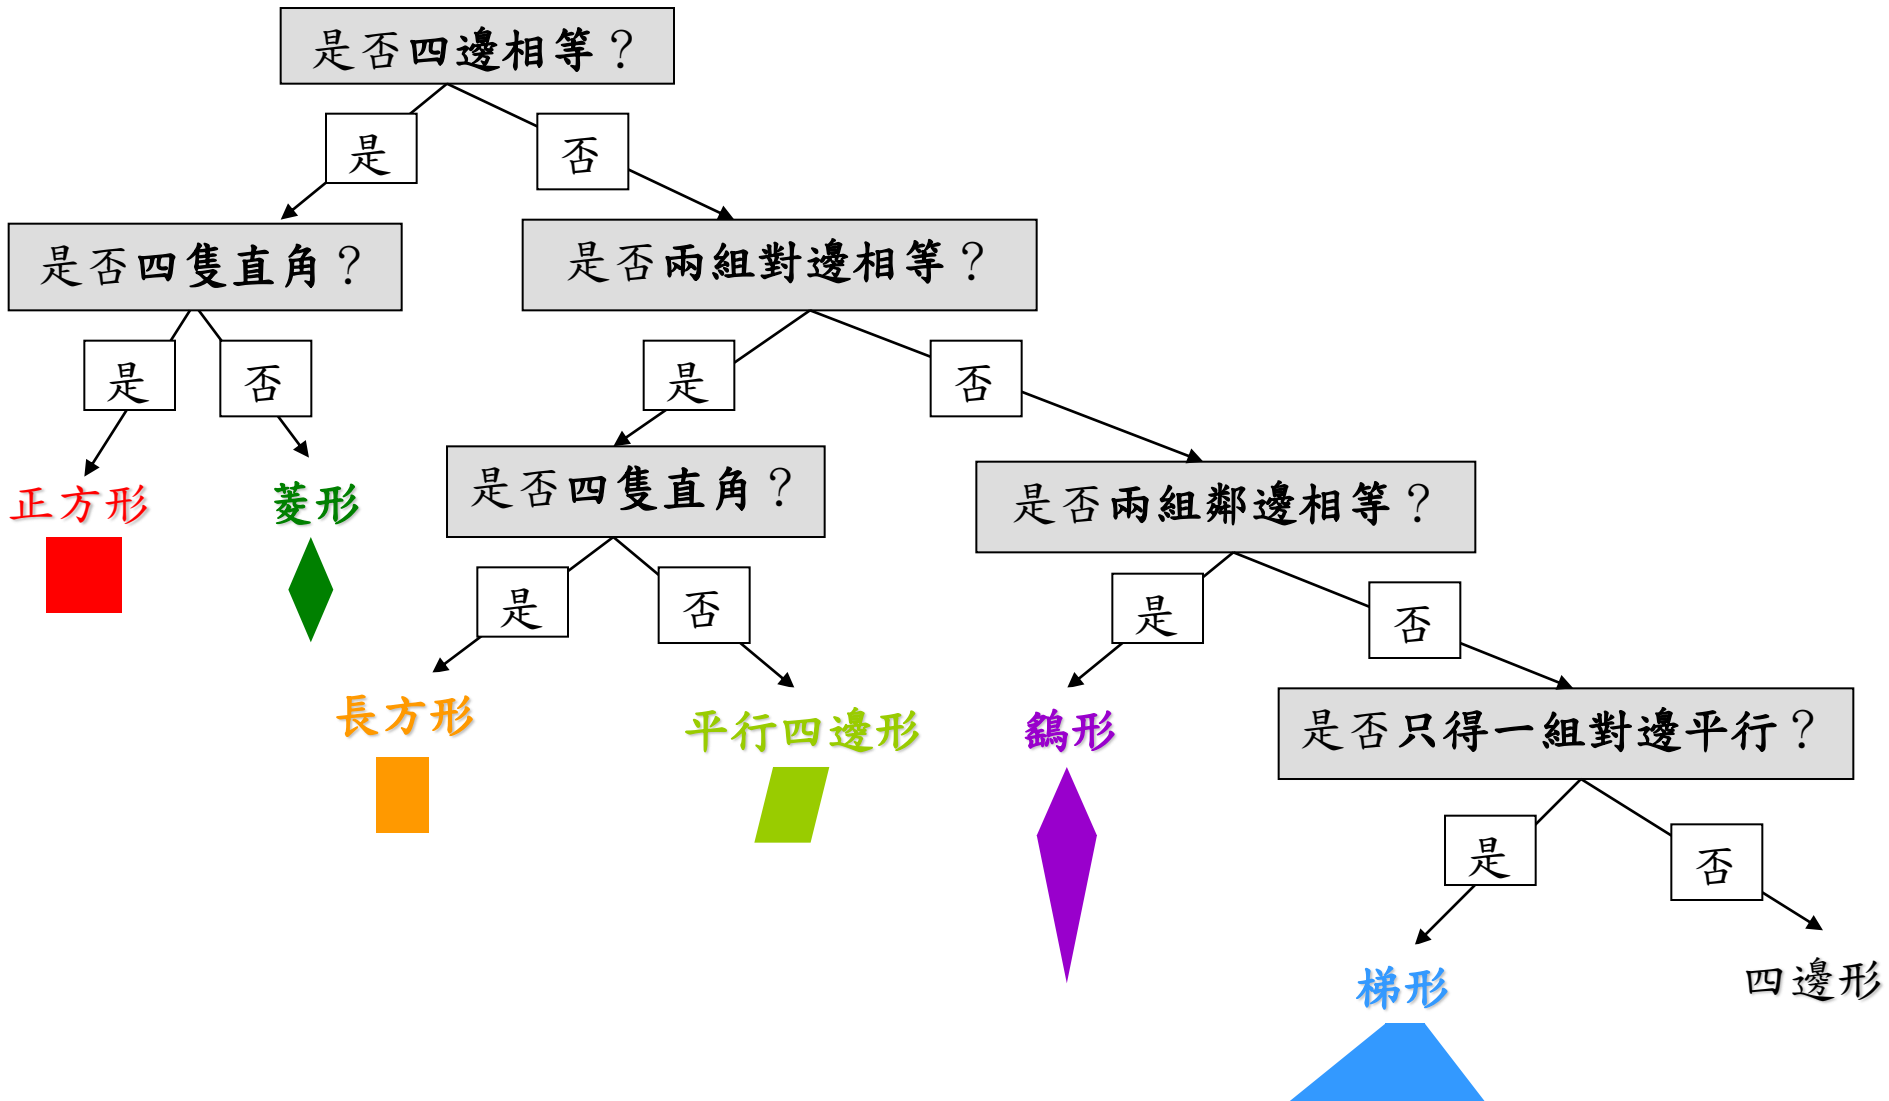 是否四邊相等？
是
否
是否四隻直角？
是否兩組對邊相等？
是
否
是
否
正方形
菱形
是否四隻直角？
是否兩組鄰邊相等？
是
否
是
否
長方形
平行四邊形
鷂形
是否只得一組對邊平行？
是
否
梯形
四邊形